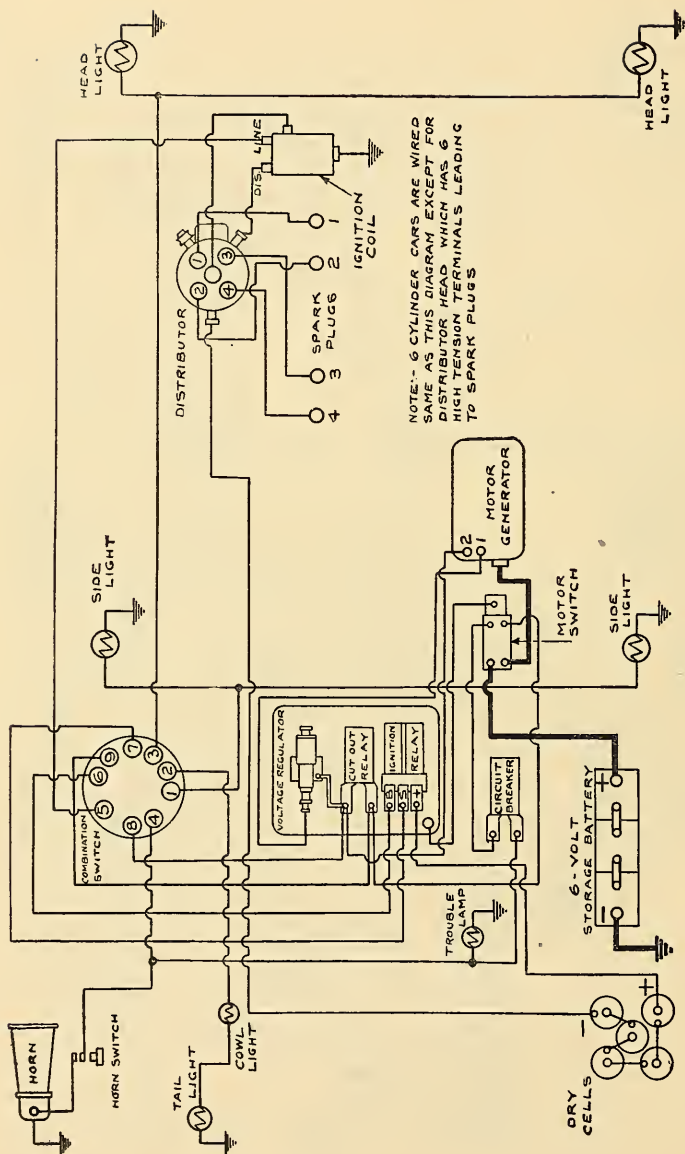 HEAD
LIGHT
HEAD
LIGHT
LINE
DIS.
IGNITION
COIL
DISTRIBUTOR
1
2
3
4
SPARK
PLUGS
1
2
3
4
NOTE:- 6 CYLINDER CARS ARE WIRED
SAME AS THIS DIAGRAM EXCEPT FOR
DISTRIBUTOR HEAD WHICH HAS 6
HIGH TENSION TERMINALS LEADING
TO SPARK PLUGS
MOTOR
GENERATOR
2
1
MOTOR
SWITCH
SIDE
LIGHT
SIDE
LIGHT
COMBINATION
SWITCH
1
2
3
4
5
6
7
8
9
VOLTAGE REGULATOR
CUT OUT
RELAY
IGNITION
RELAY
B
S
+
CIRCUIT
BREAKER
6-VOLT
STORAGE BATTERY
+
-
TROUBLE
LAMP
HORN
HORN SWITCH
TAIL
LIGHT
COWL
LIGHT
DRY
CELLS
-
+